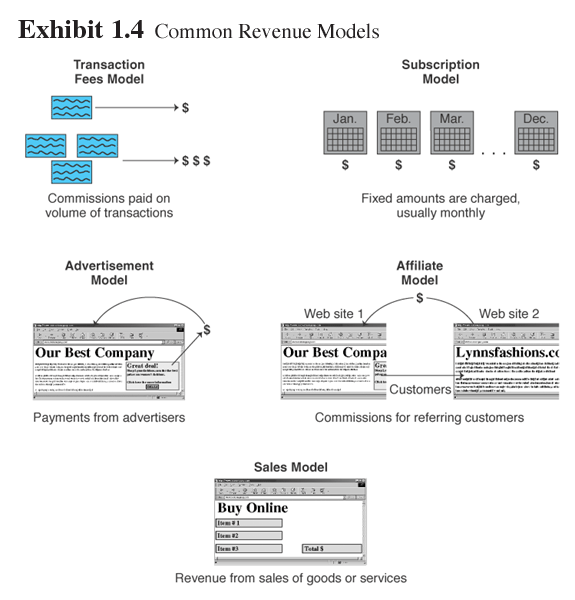 Exhibit 1.4 Common Revenue Models
Transaction
Fees Model
$
$$$
Commissions paid on
volume of transactions
Subscription
Model
Jan. Feb. Mar. Dec.
$ $ $ . . . $
Fixed amounts are charged,
usually monthly
Advertisement
Model
$
Our Best Company
Great deal!
Payments from advertisers
Affiliate
Model
$
Web site 1 Web site 2
Our Best Compa
Gre
Lynnsfashions.co
Customers
Commissions for referring customers
Sales Model
Buy Online
Item #1
Item #2
Item #3 Total $
Revenue from sales of goods or services